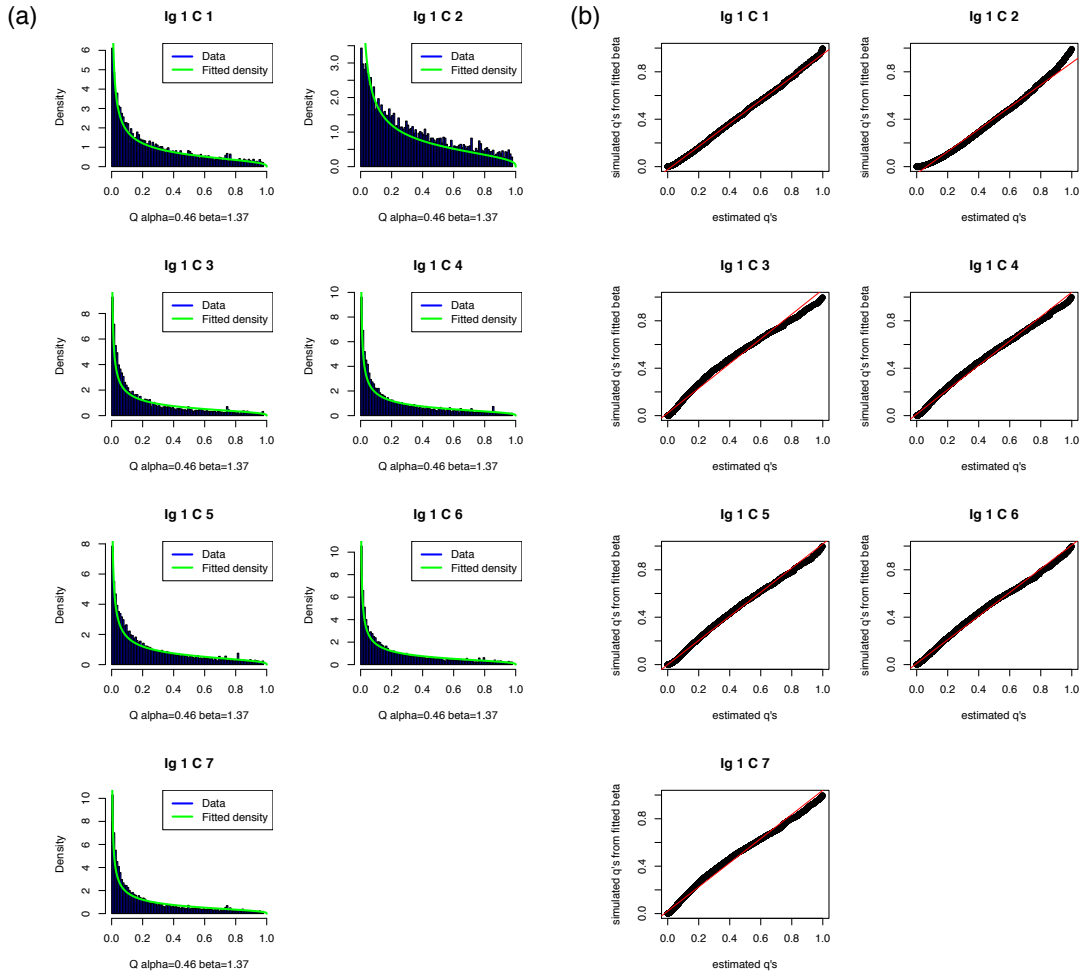 (a)
Ig 1 C 1
Density
0 1 2 3 4 5 6
Data
Fitted density
0.0 0.2 0.4 0.6 0.8 1.0
Q alpha=0.46 beta=1.37
Ig 1 C 2
0.0 1.0 2.0 3.0
Data
Fitted density
0.0 0.2 0.4 0.6 0.8 1.0
Q alpha=0.46 beta=1.37
Ig 1 C 3
Density
0 2 4 6 8
Data
Fitted density
0.0 0.2 0.4 0.6 0.8 1.0
Q alpha=0.46 beta=1.37
Ig 1 C 4
0 2 4 6 8 10
Data
Fitted density
0.0 0.2 0.4 0.6 0.8 1.0
Q alpha=0.46 beta=1.37
Ig 1 C 5
Density
0 2 4 6 8
Data
Fitted density
0.0 0.2 0.4 0.6 0.8 1.0
Q alpha=0.46 beta=1.37
Ig 1 C 6
Density
0 2 4 6 8 10
Data
Fitted density
0.0 0.2 0.4 0.6 0.8 1.0
Q alpha=0.46 beta=1.37
Ig 1 C 7
Density
0 2 4 6 8 10
Data
Fitted density
0.0 0.2 0.4 0.6 0.8 1.0
Q alpha=0.46 beta=1.37
(b)
Ig 1 C 1
simulated q's from fitted beta
0.0 0.4 0.8
0.0 0.2 0.4 0.6 0.8 1.0
estimated q's
Ig 1 C 2
simulated q's from fitted beta
0.0 0.4 0.8
0.0 0.2 0.4 0.6 0.8 1.0
estimated q's
Ig 1 C 3
simulated q's from fitted beta
0.0 0.4 0.8
0.0 0.2 0.4 0.6 0.8 1.0
estimated q's
Ig 1 C 4
simulated q's from fitted beta
0.0 0.4 0.8
0.0 0.2 0.4 0.6 0.8 1.0
estimated q's
Ig 1 C 5
simulated q's from fitted beta
0.0 0.4 0.8
0.0 0.2 0.4 0.6 0.8 1.0
estimated q's
Ig 1 C 6
simulated q's from fitted beta
0.0 0.4 0.8
0.0 0.2 0.4 0.6 0.8 1.0
estimated q's
Ig 1 C 7
simulated q's from fitted beta
0.0 0.4 0.8
0.0 0.2 0.4 0.6 0.8 1.0
estimated q's